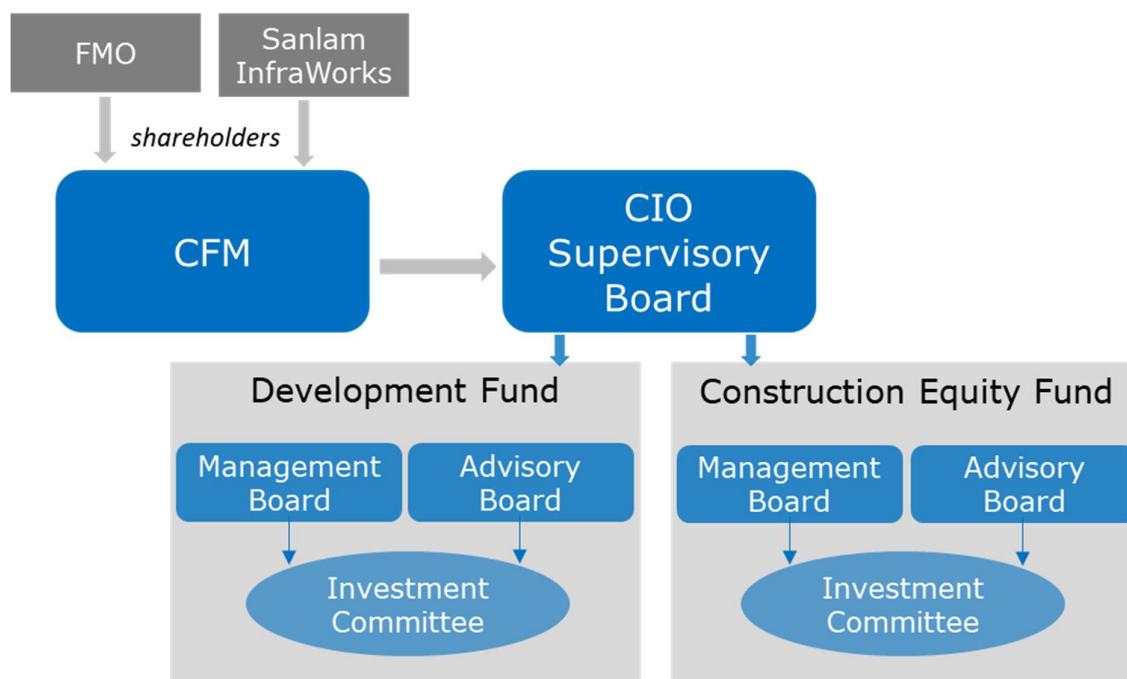 FMO
Sanlam
InfraWorks
shareholders
CFM
CIO
Supervisory
Board
Development Fund
Management
Board
Advisory
Board
Investment
Committee
Construction Equity Fund
Management
Board
Advisory
Board
Investment
Committee